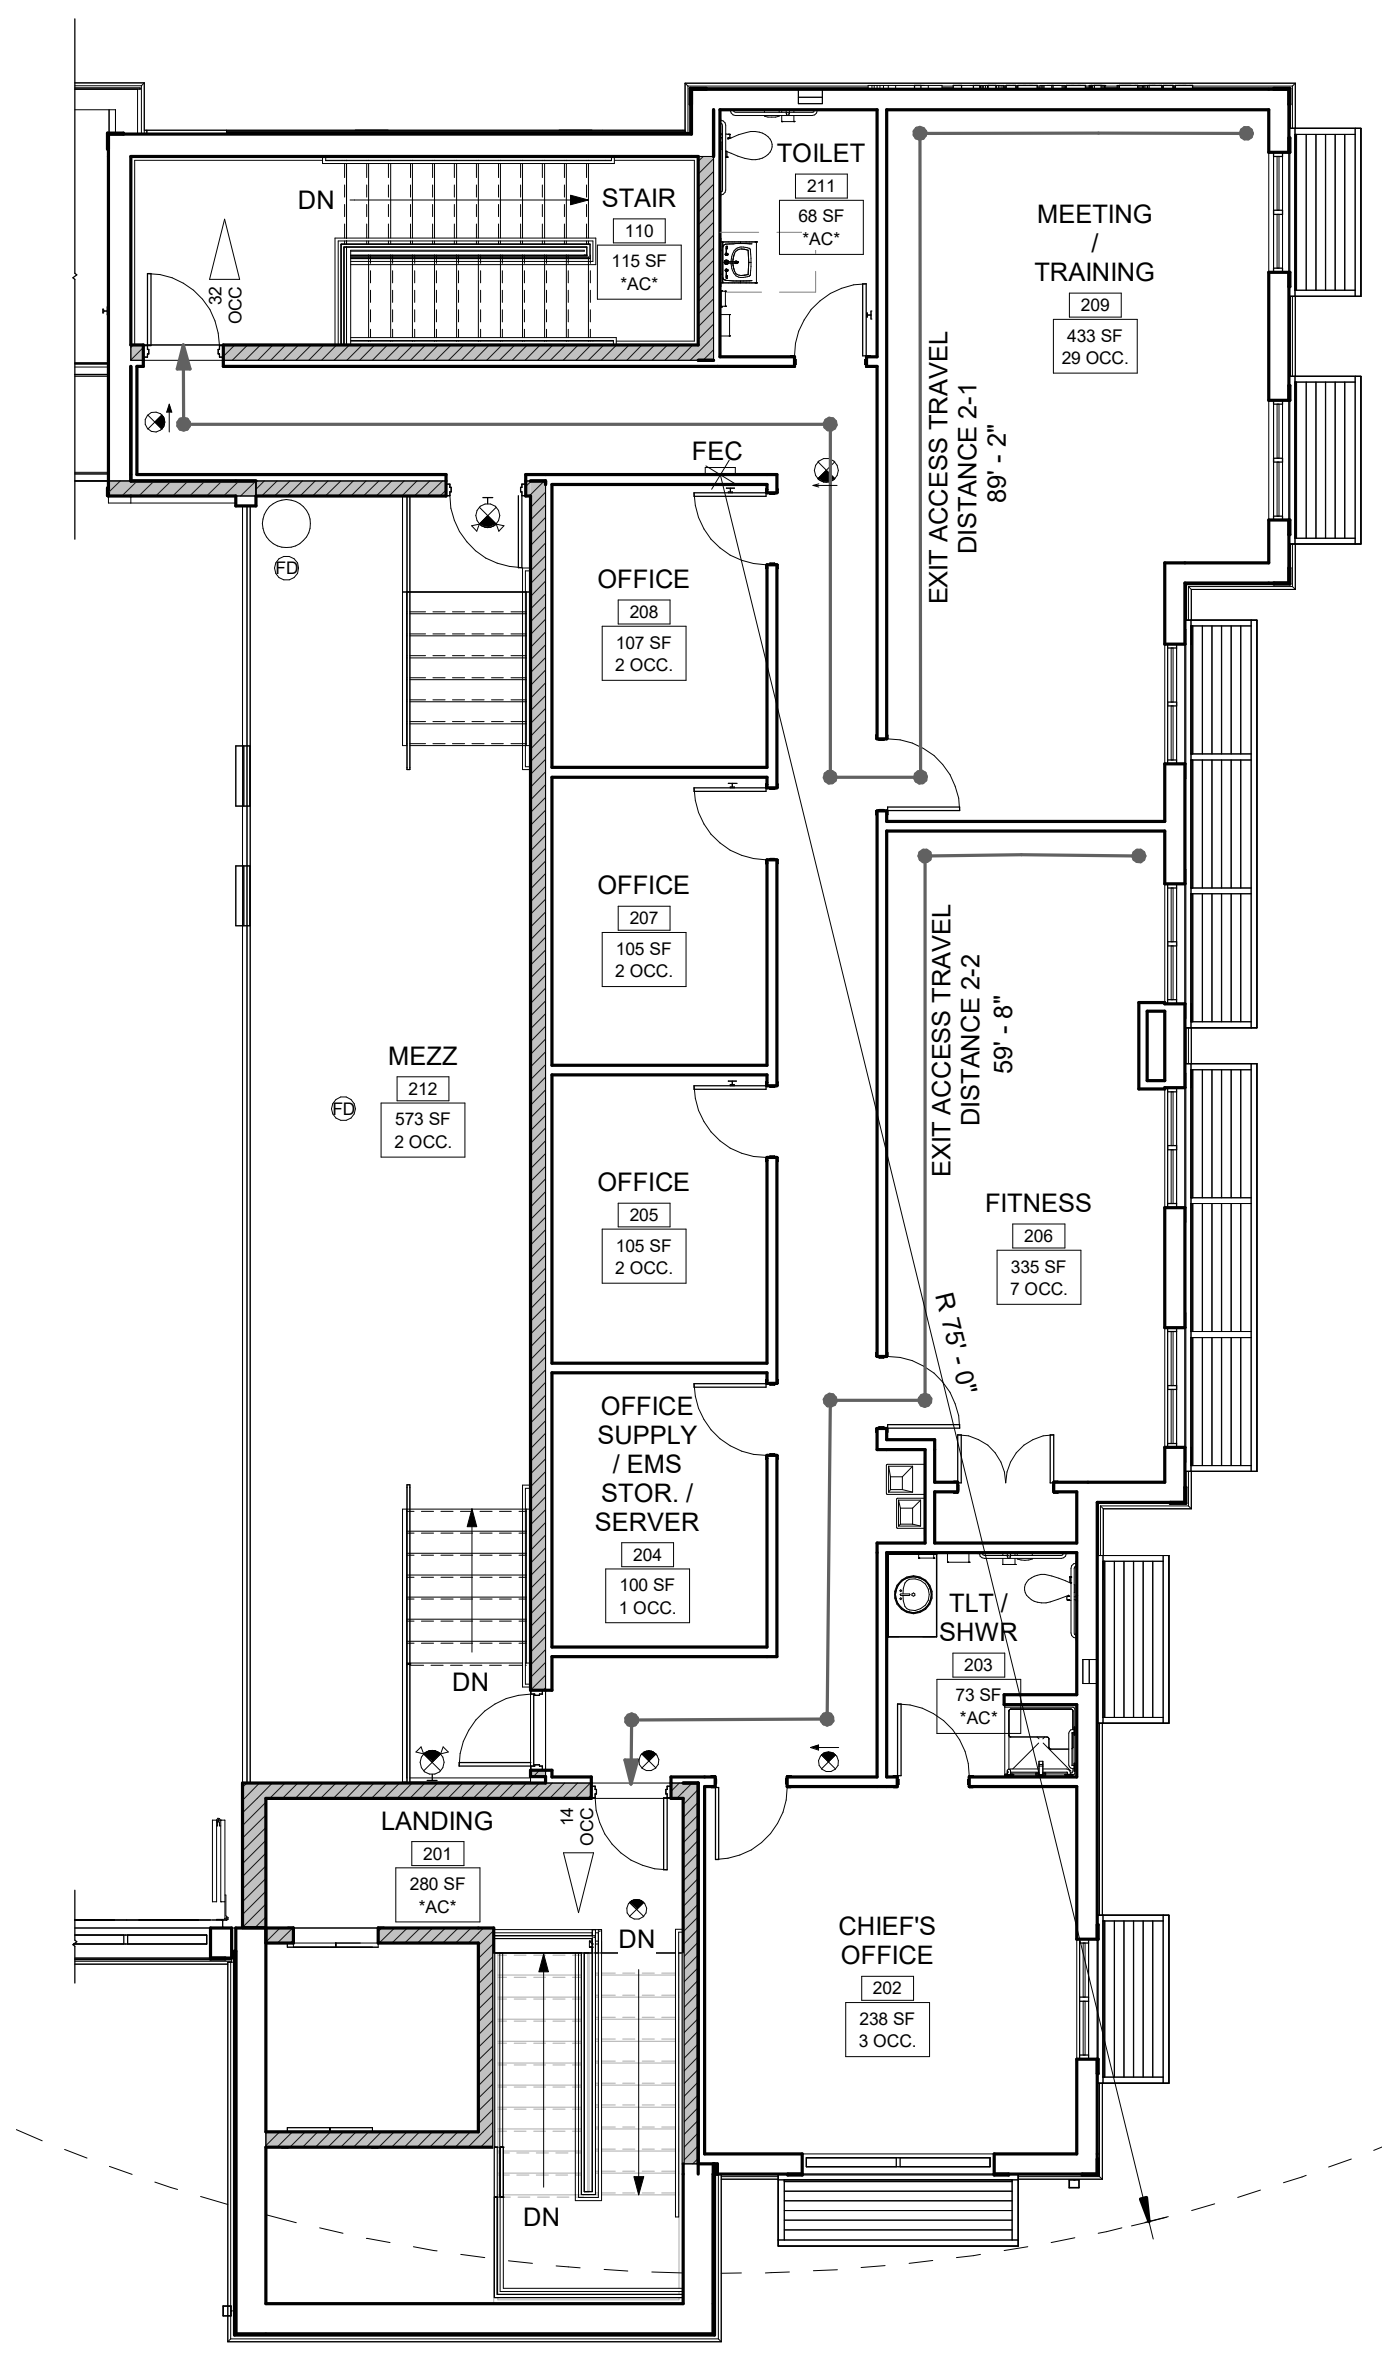 TOILET
211
68 SF
*AC*
DN
STAIR
110
115 SF
*AC*
32
OCC
MEETING
/
TRAINING
209
433 SF
29 OCC.
EXIT ACCESS TRAVEL
DISTANCE 2-1
89' - 2"
FEC
FD
OFFICE
208
107 SF
2 OCC.
OFFICE
207
105 SF
2 OCC.
EXIT ACCESS TRAVEL
DISTANCE 2-2
59' - 8"
MEZZ
212
573 SF
2 OCC.
FD
OFFICE
205
105 SF
2 OCC.
FITNESS
206
335 SF
7 OCC.
R 75' - 0"
OFFICE
SUPPLY
/ EMS
STOR. /
SERVER
204
100 SF
1 OCC.
TLT /
SHWR
203
73 SF
*AC*
DN
LANDING
201
280 SF
*AC*
14
OCC
DN
CHIEF'S
OFFICE
202
238 SF
3 OCC.
DN